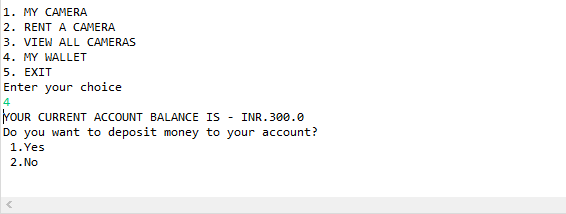 1. MY CAMERA
2. RENT A CAMERA
3. VIEW ALL CAMERAS
4. MY WALLET
5. EXIT
Enter your choice
4
YOUR CURRENT ACCOUNT BALANCE IS - INR.300.0
Do you want to deposit money to your account?
1.Yes
2.No